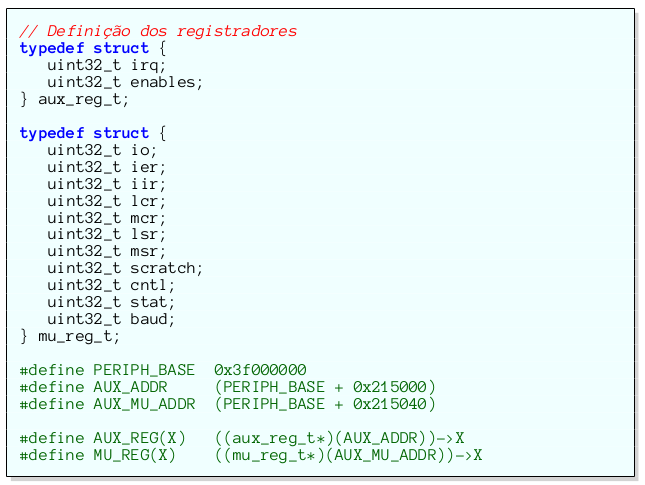 // Definição dos registradores
typedef struct {
   uint32_t irq;
   uint32_t enables;
} aux_reg_t;

typedef struct {
   uint32_t io;
   uint32_t ier;
   uint32_t iir;
   uint32_t lcr;
   uint32_t mcr;
   uint32_t lsr;
   uint32_t msr;
   uint32_t scratch;
   uint32_t cntl;
   uint32_t stat;
   uint32_t baud;
} mu_reg_t;

#define PERIPH_BASE  0x3f000000
#define AUX_ADDR     (PERIPH_BASE + 0x215000)
#define AUX_MU_ADDR  (PERIPH_BASE + 0x215040)

#define AUX_REG(X)   ((aux_reg_t*)(AUX_ADDR))->X
#define MU_REG(X)    ((mu_reg_t*)(AUX_MU_ADDR))->X